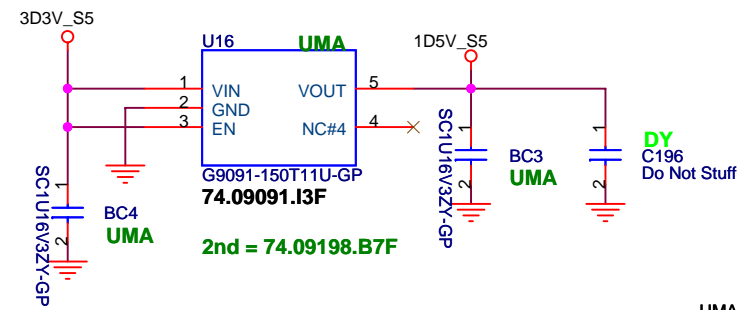 3D3V_S5
U16
UMA
1D5V_S5
1
VIN
VOUT
5
2
GND
3
EN
NC#4
4
G9091-150T11U-GP
74.09091.I3F
2nd = 74.09198.B7F
SC1U16V3ZY-GP
1
2
BC4
UMA
SC1U16V3ZY-GP
1
2
BC3
UMA
1
2
DY
C196
Do Not Stuff
UMA